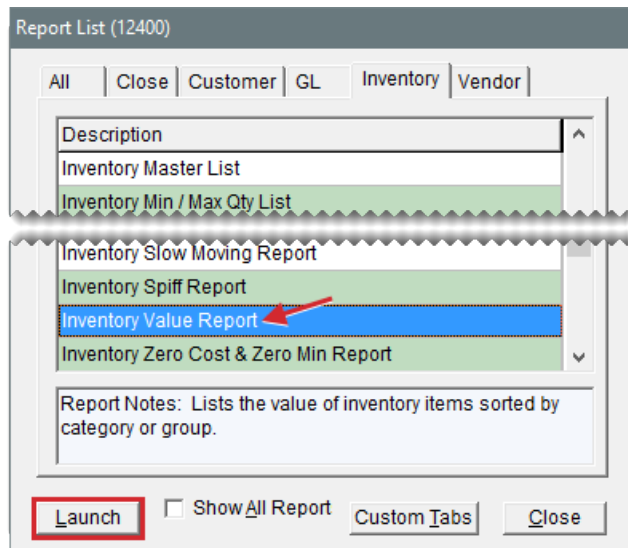 Report List (12400)
All Close Customer GL Inventory Vendor
Description
Inventory Master List
Inventory Min / Max Qty List
Inventory Slow Moving Report
Inventory Spiff Report
Inventory Value Report
Inventory Zero Cost & Zero Min Report
Report Notes: Lists the value of inventory items sorted by
category or group.
Launch Show All Report Custom Tabs Close